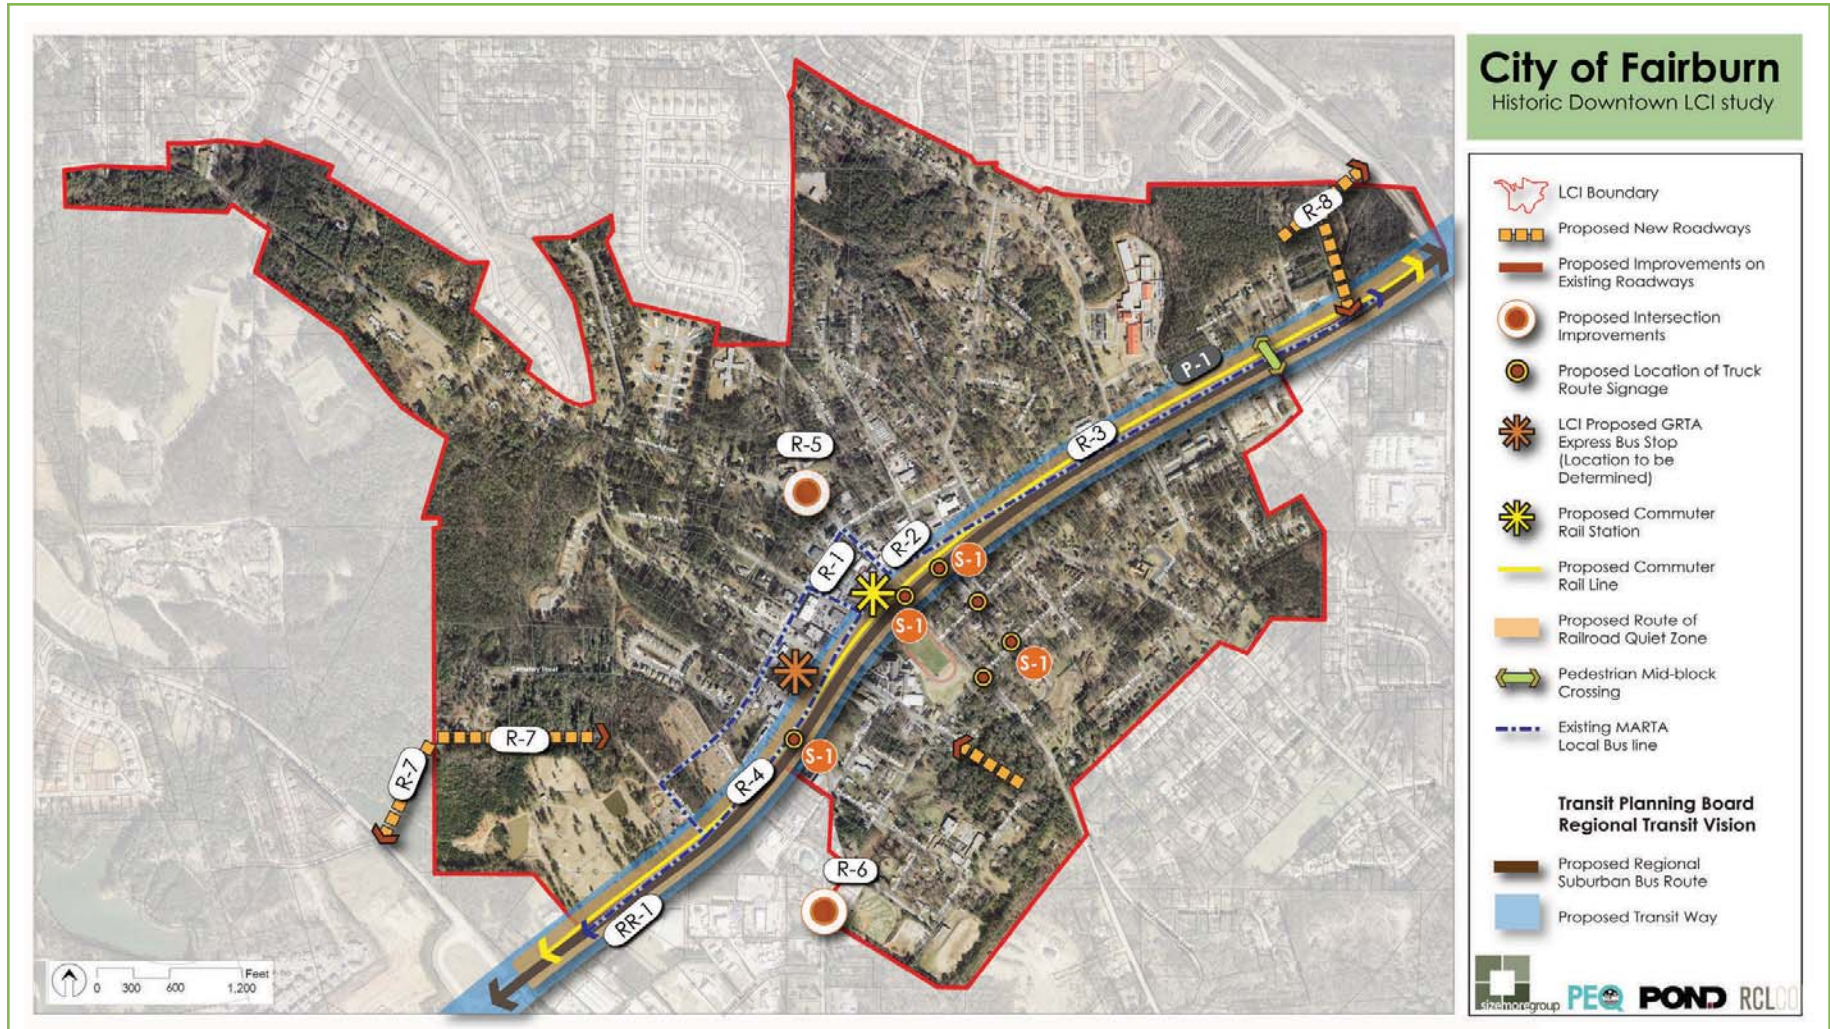 City of Fairburn
Historic Downtown LCI study
LCI Boundary
Proposed New Roadways
Proposed Improvements on
Existing Roadways
Proposed Intersection
Improvements
Proposed Location of Truck
Route Signage
LCI Proposed GRTA
Express Bus Stop
(Location to be
Determined)
Proposed Commuter
Rail Station
Proposed Commuter
Rail Line
Proposed Route of
Railroad Quiet Zone
Pedestrian Mid-block
Crossing
Existing MARTA
Local Bus line
Transit Planning Board
Regional Transit Vision
Proposed Regional
Suburban Bus Route
Proposed Transit Way
sizemoregroup
PEQ
POND
RCLCO
R-8
P-1
R-3
R-5
R-2
R-1
S-1
S-1
S-1
R-7
R-7
S-1
R-4
R-6
RR-1
Feet
0 300 600 1,200